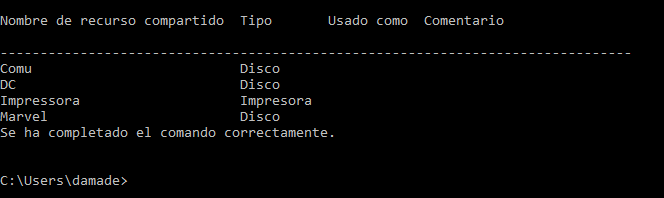 Nombre de recurso compartido  Tipo       Usado como  Comentario
-------------------------------------------------------------------------------
Comu                          Disco
DC                            Disco
Impressora                    Impresora
Marvel                        Disco
Se ha completado el comando correctamente.
C:\Users\damade>